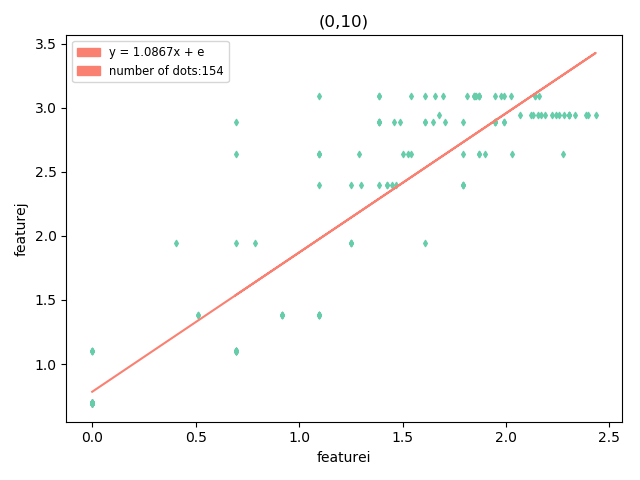 (0,10)
y = 1.0867x + e
number of dots:154
3.5
3.0
2.5
2.0
1.5
1.0
featurej
0.0 0.5 1.0 1.5 2.0 2.5
featurei